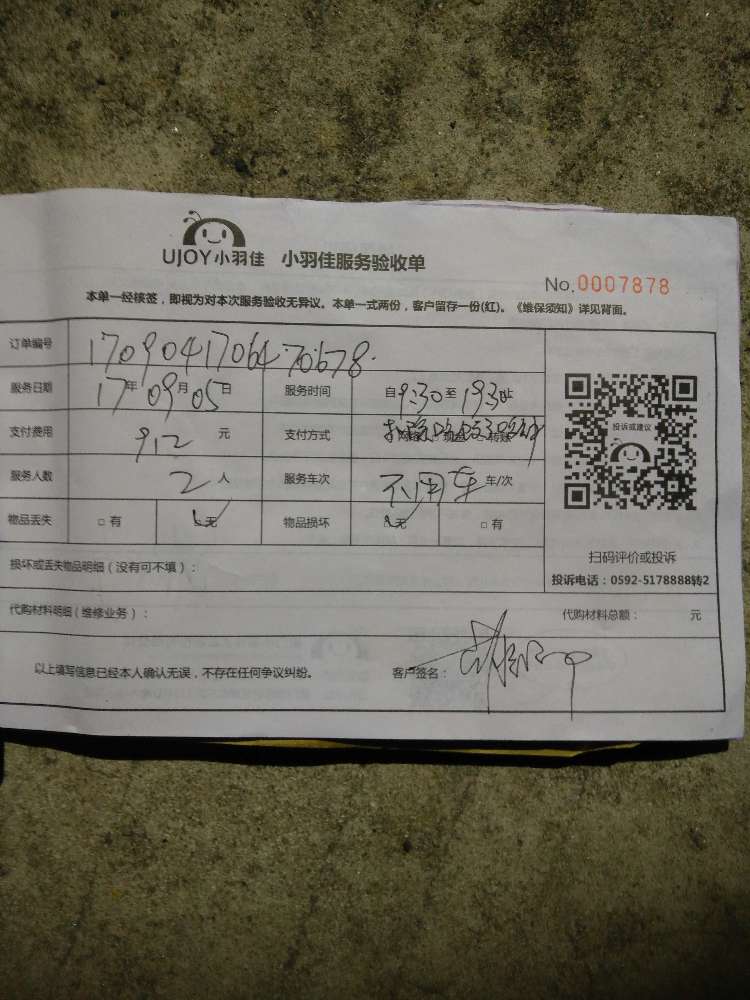 UJOY小羽佳 小羽佳服务验收单
No.0007878
本单一经核签，即视为对本次服务验收无异议。本单一式两份，客户留存一份(红)。《维保须知》详见背面。
订单编号 1709041706470678
服务日期 17年09月05日 服务时间 自9:30至1930止
支付费用 912 元 支付方式
服务人数 2 人 服务车次 不用车 车/次
物品丢失 □ 有 无 物品损坏 无 □ 有
投诉或建议
扫码评价或投诉
投诉电话：0592-5178888转2
损坏或丢失物品明细（没有可不填）：
代购材料明细（维修业务）： 代购材料总额： 元
以上填写信息已经本人确认无误，不存在任何争议纠纷。 客户签名：